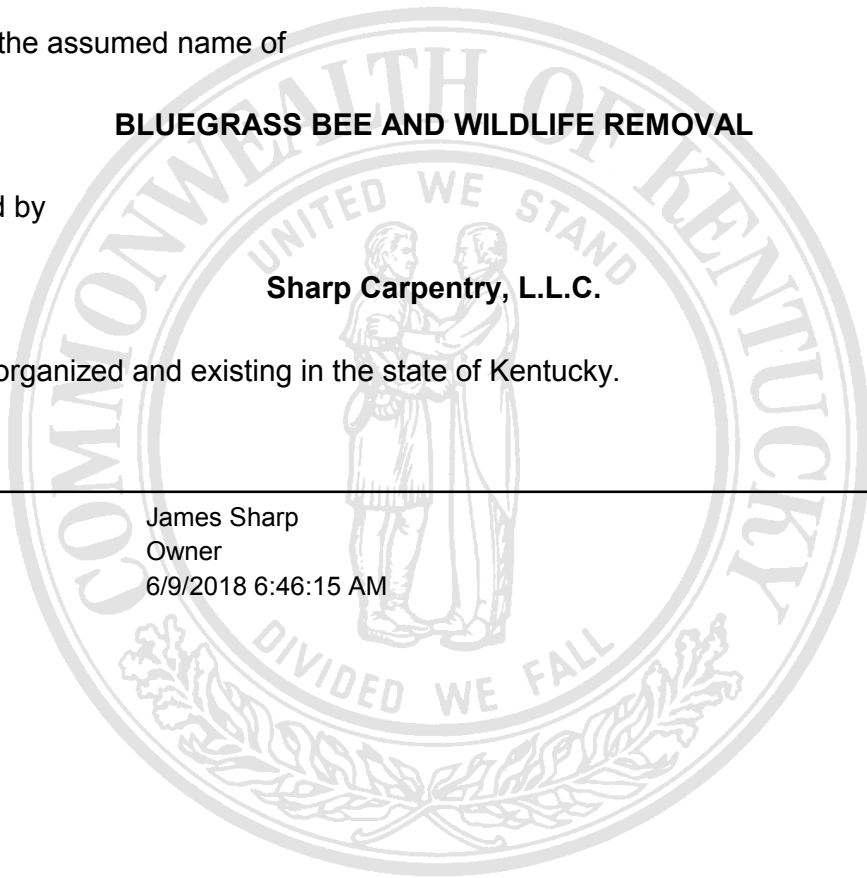 the assumed name of
BLUEGRASS BEE AND WILDLIFE REMOVAL
d by
Sharp Carpentry, L.L.C.
organized and existing in the state of Kentucky.
James Sharp
Owner
6/9/2018 6:46:15 AM
COMMONWEALTH OF KENTUCKY
UNITED WE STAND
DIVIDED WE FALL